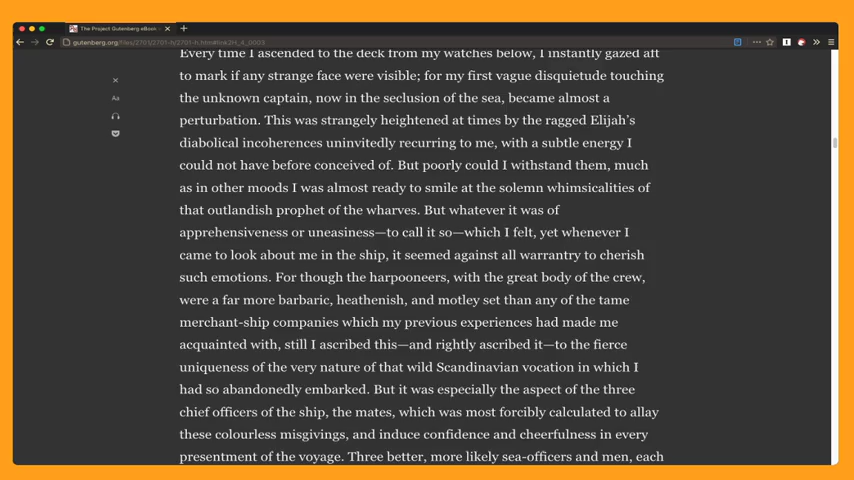 The Project Gutenberg eBook
gutenberg.org/files/2701/2701-h/2701-h.htm#link2H_4_0035
Aa
Every time I ascended to the deck from my watches below, I instantly gazed aft
to mark if any strange face were visible; for my first vague disquietude touching
the unknown captain, now in the seclusion of the sea, became almost a
perturbation. This was strangely heightened at times by the ragged Elijah’s
diabolical incoherences uninvitedly recurring to me, with a subtle energy I
could not have before conceived of. But poorly could I withstand them, much
as in other moods I was almost ready to smile at the solemn whimsicalities of
that outlandish prophet of the wharves. But whatever it was of
apprehensiveness or uneasiness—to call it so—which I felt, yet whenever I
came to look about me in the ship, it seemed against all warrantry to cherish
such emotions. For though the harpooneers, with the great body of the crew,
were a far more barbaric, heathenish, and motley set than any of the tame
merchant-ship companies which my previous experiences had made me
acquainted with, still I ascribed this—and rightly ascribed it—to the fierce
uniqueness of the very nature of that wild Scandinavian vocation in which I
had so abandonedly embarked. But it was especially the aspect of the three
chief officers of the ship, the mates, which was most forcibly calculated to allay
these colourless misgivings, and induce confidence and cheerfulness in every
presentment of the voyage. Three better, more likely sea-officers and men, each